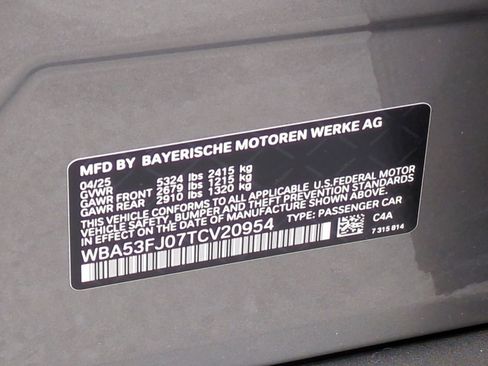 MFD BY BAYERISCHE MOTOREN WERKE AG
04/25 5324 lbs 2415 kg
GVWR
GAWR FRONT 2679 lbs 1215 kg
GAWR REAR 2910 lbs 1320 kg
THIS VEHICLE CONFORMS TO ALL APPLICABLE U.S. FEDERAL MOTOR
VEHICLE SAFETY, BUMPER, AND THEFT PREVENTION STANDARDS IN
EFFECT ON THE DATE OF MANUFACTURE SHOWN ABOVE.
WBA53FJ07TCV20954 TYPE: PASSENGER CAR
C4A
7 315 814